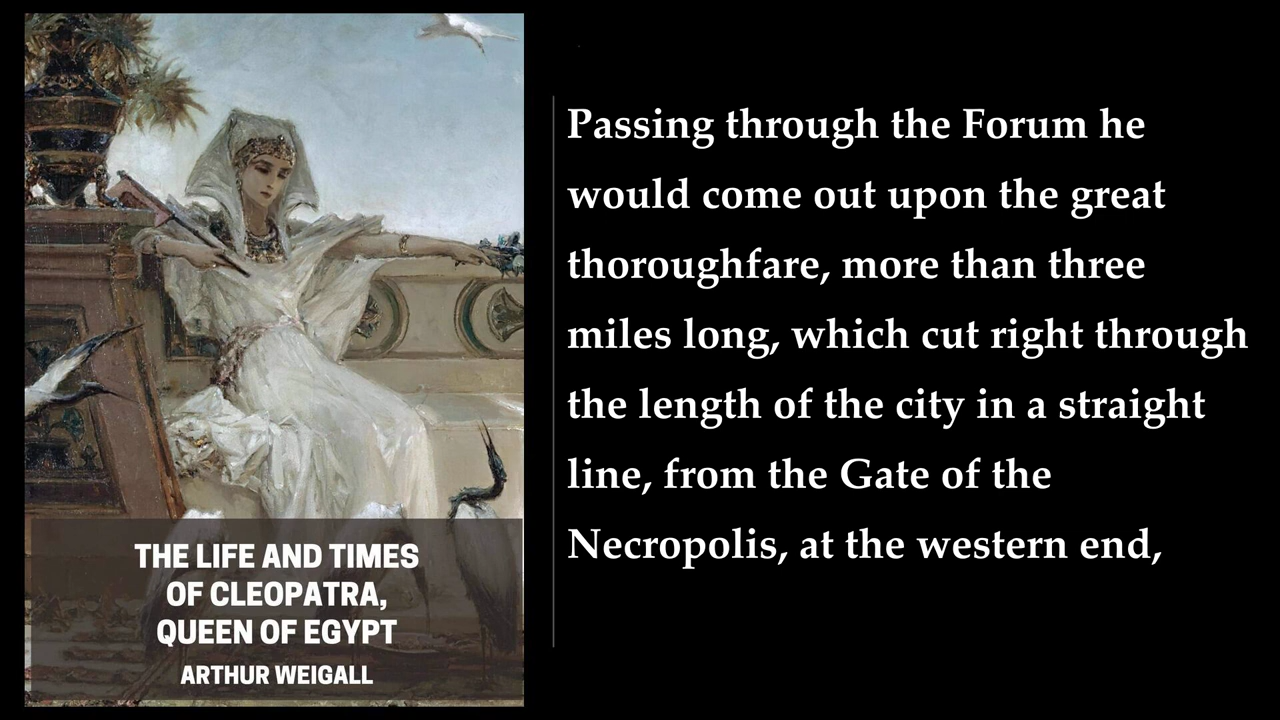 THE LIFE AND TIMES
OF CLEOPATRA,
QUEEN OF EGYPT
ARTHUR WEIGALL
Passing through the Forum he
would come out upon the great
thoroughfare, more than three
miles long, which cut right through
the length of the city in a straight
line, from the Gate of the
Necropolis, at the western end,